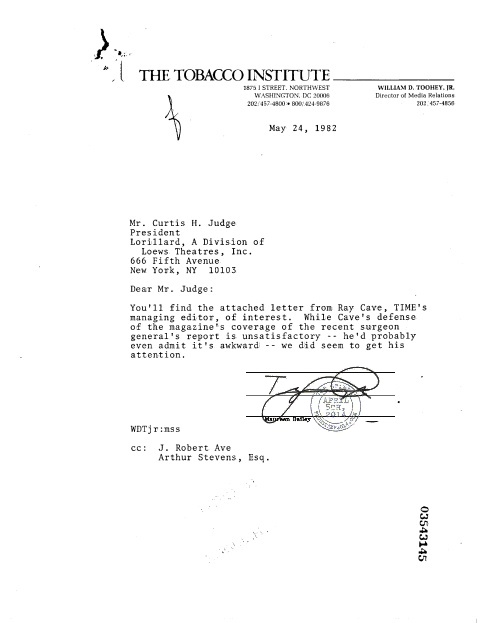 THE TOBACCO INSTITUTE
1875 I STREET, NORTHWEST
WASHINGTON, DC 20006
202/457-4800 • 800/424-9876
WILLIAM D. TOOHEY, JR.
Director of Media Relations
202/457-4856
May 24, 1982
Mr. Curtis H. Judge
President
Lorillard, A Division of
Loews Theatres, Inc.
666 Fifth Avenue
New York, NY 10103
Dear Mr. Judge:
You'll find the attached letter from Ray Cave, TIME's
managing editor, of interest. While Cave's defense
of the magazine's coverage of the recent surgeon
general's report is unsatisfactory -- he'd probably
even admit it's awkward -- we did seem to get his
attention.
APRIL
5TH,
2014
Maureen Bailey
WDTjr:mss
cc: J. Robert Ave
Arthur Stevens, Esq.
03543145